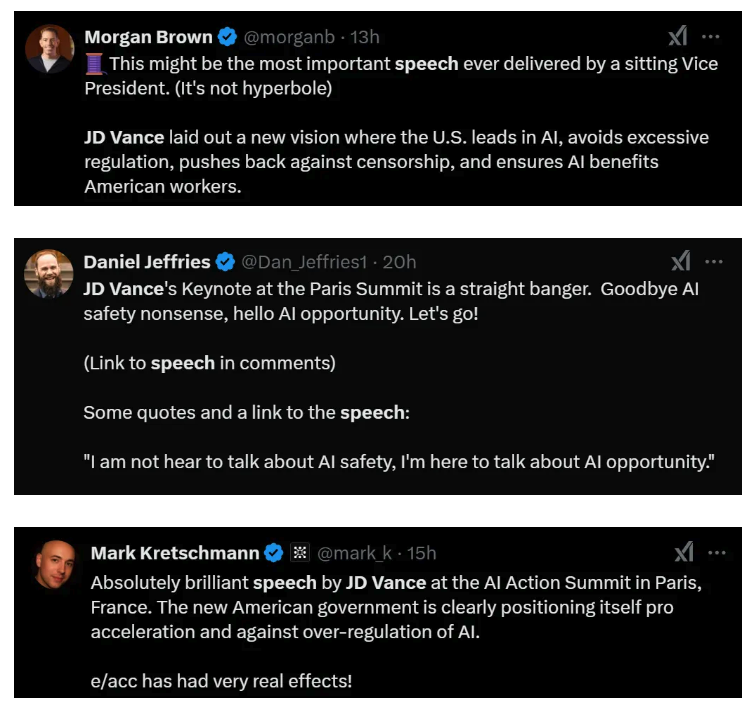 Morgan Brown @morganb · 13h
🧵 This might be the most important speech ever delivered by a sitting Vice
President. (It's not hyperbole)
JD Vance laid out a new vision where the U.S. leads in AI, avoids excessive
regulation, pushes back against censorship, and ensures AI benefits
American workers.
Daniel Jeffries @Dan_Jeffries1 · 20h
JD Vance's Keynote at the Paris Summit is a straight banger. Goodbye AI
safety nonsense, hello AI opportunity. Let's go!
(Link to speech in comments)
Some quotes and a link to the speech:
"I am not hear to talk about AI safety, I'm here to talk about AI opportunity."
Mark Kretschmann @mark_k · 15h
Absolutely brilliant speech by JD Vance at the AI Action Summit in Paris,
France. The new American government is clearly positioning itself pro
acceleration and against over-regulation of AI.
e/acc has had very real effects!